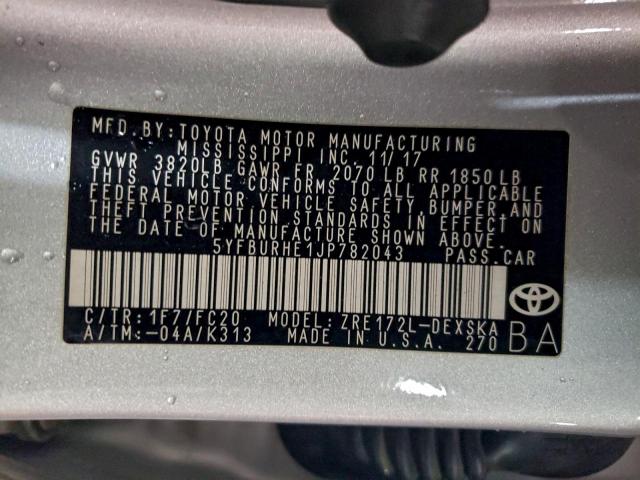 MFD. BY: TOYOTA MOTOR MANUFACTURING
MISSISSIPPI INC. 11/17
GVWR 3820LB GAWR FR 2070 LB RR 1850 LB
THIS VEHICLE CONFORMS TO ALL APPLICABLE
FEDERAL MOTOR VEHICLE SAFETY, BUMPER, AND
THEFT PREVENTION STANDARDS IN EFFECT ON
THE DATE OF MANUFACTURE SHOWN ABOVE.
5YFBURHE1JP782043 PASS.CAR
C/TR: 1F7/FC20 MODEL: ZRE172L-DEXSKA
A/TM: -04A/K313 MADE IN U.S.A. 270 BA